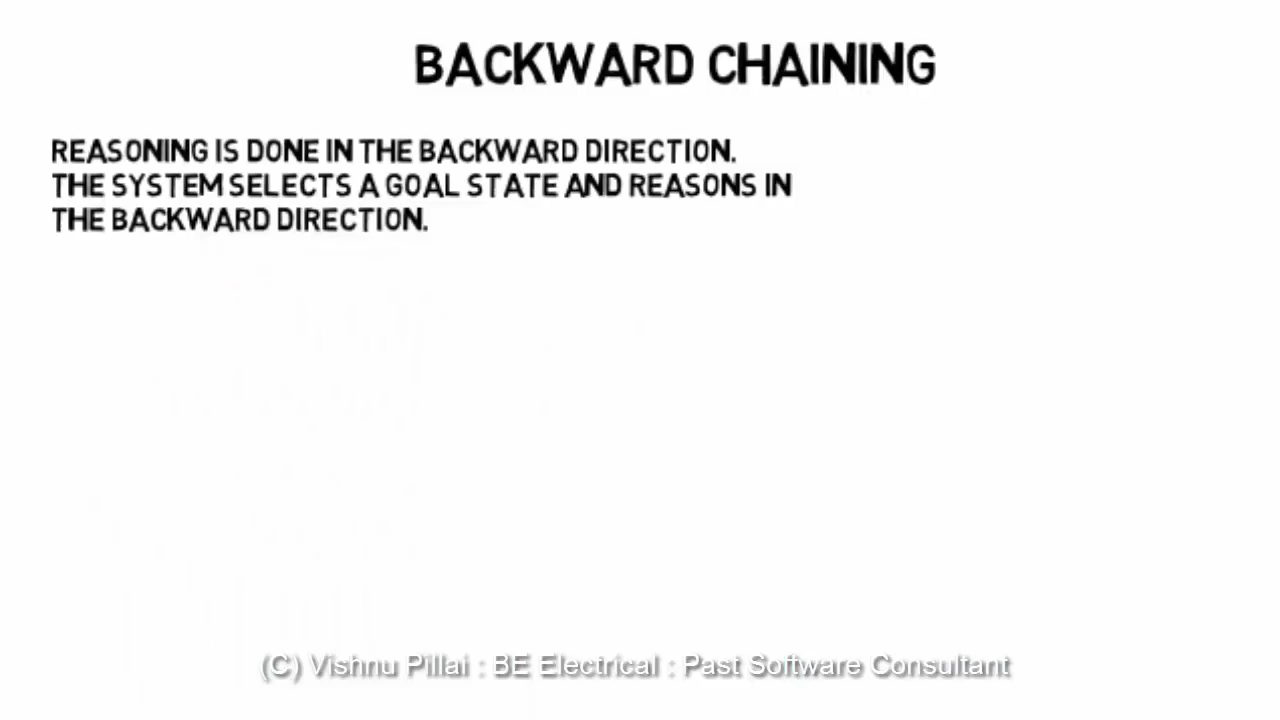 BACKWARD CHAINING
REASONING IS DONE IN THE BACKWARD DIRECTION.
THE SYSTEM SELECTS A GOAL STATE AND REASONS IN
THE BACKWARD DIRECTION.
(C) Vishnu Pillai : BE Electrical : Past Software Consultant